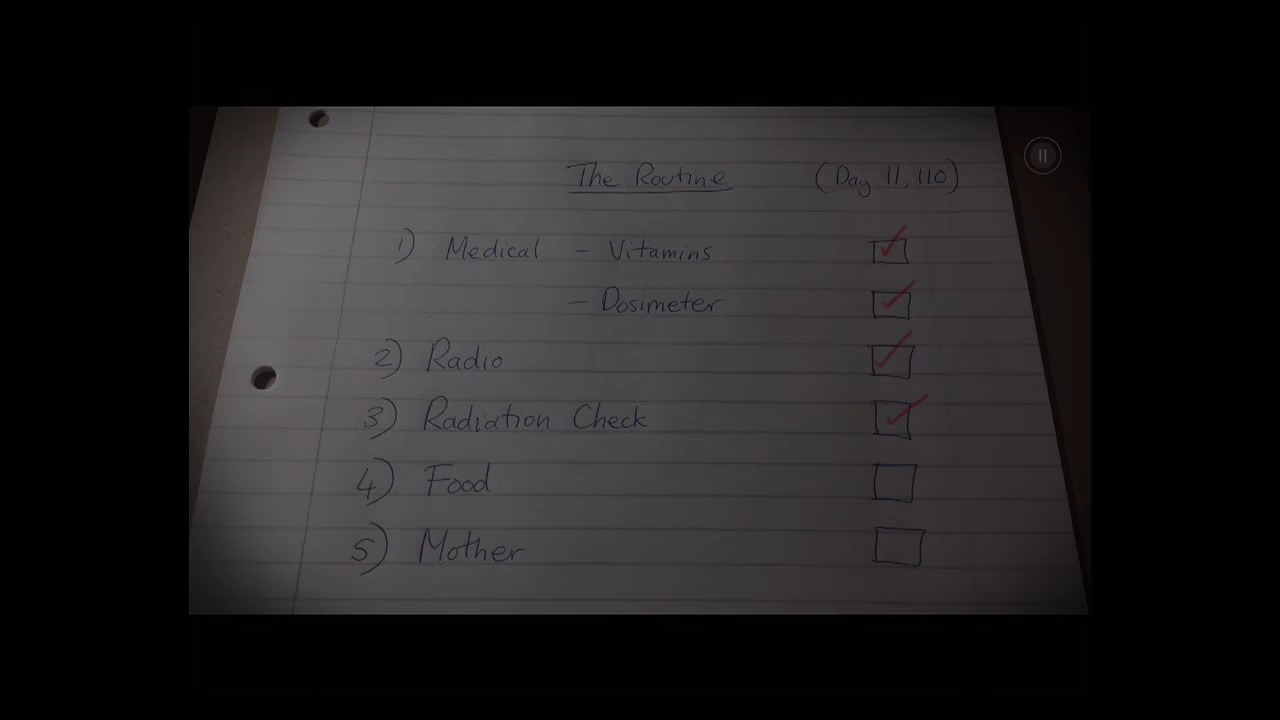 The Routine (Day 11,110)
1) Medical - Vitamins
- Dosimeter
2) Radio
3) Radiation Check
4) Food
5) Mother